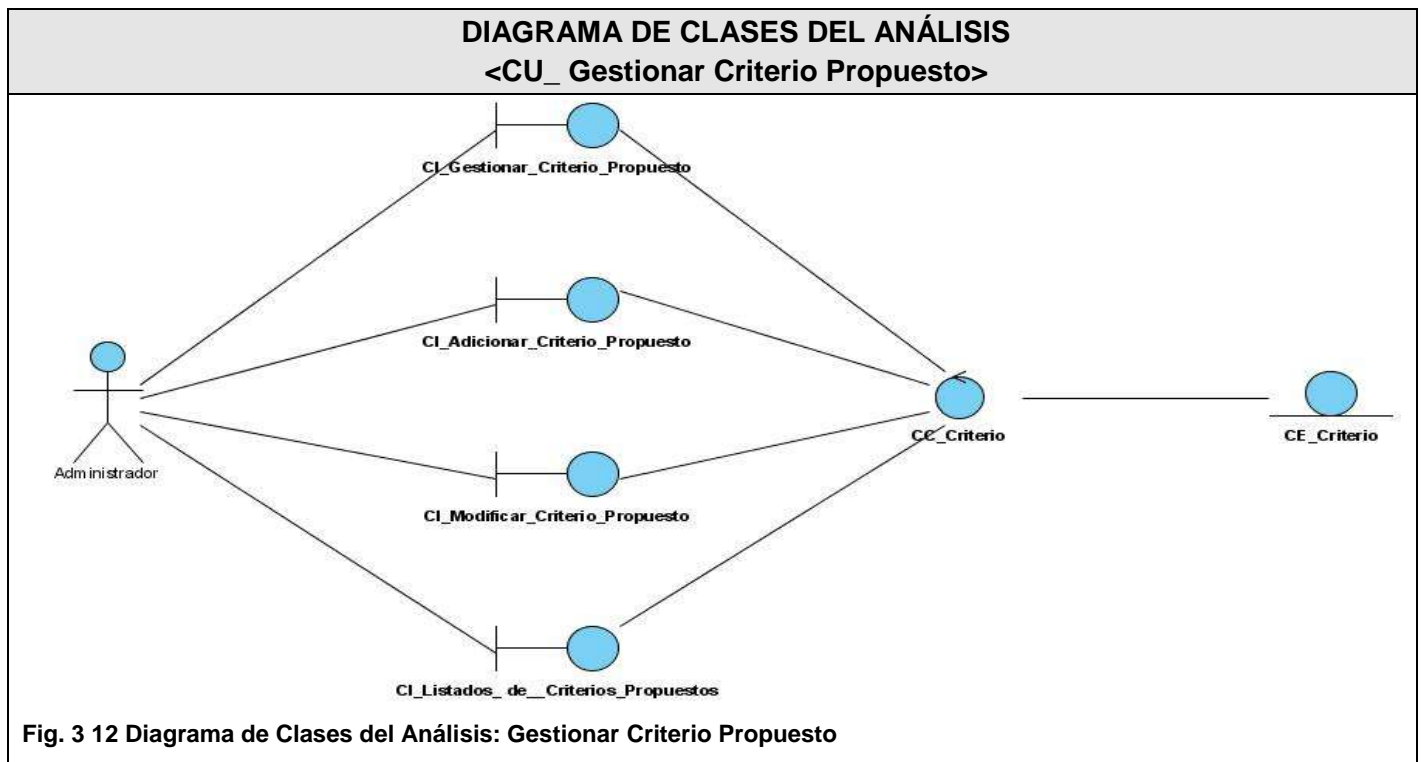 DIAGRAMA DE CLASES DEL ANÁLISIS
<CU_ Gestionar Criterio Propuesto>
CI_Gestionar_Criterio_Propuesto
CI_Adicionar_Criterio_Propuesto
Administrador
CC_Criterio
CE_Criterio
CI_Modificar_Criterio_Propuesto
CI_Listados_ de__Criterios_Propuestos
Fig. 3 12 Diagrama de Clases del Análisis: Gestionar Criterio Propuesto